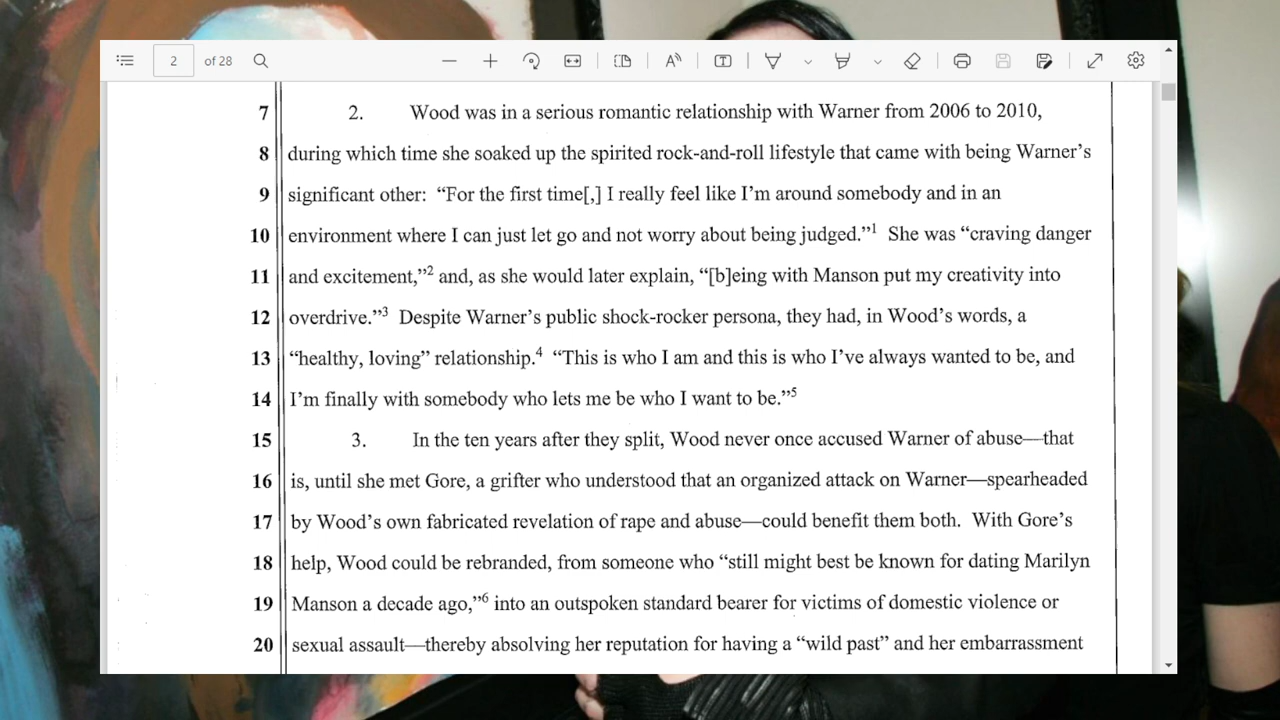 2
of 28
7 2. Wood was in a serious romantic relationship with Warner from 2006 to 2010,
8 during which time she soaked up the spirited rock-and-roll lifestyle that came with being Warner’s
9 significant other: “For the first time[,] I really feel like I’m around somebody and in an
10 environment where I can just let go and not worry about being judged.”1 She was “craving danger
11 and excitement,”2 and, as she would later explain, “[b]eing with Manson put my creativity into
12 overdrive.”3 Despite Warner’s public shock-rocker persona, they had, in Wood’s words, a
13 “healthy, loving” relationship.4 “This is who I am and this is who I’ve always wanted to be, and
14 I’m finally with somebody who lets me be who I want to be.”5
15 3. In the ten years after they split, Wood never once accused Warner of abuse—that
16 is, until she met Gore, a grifter who understood that an organized attack on Warner—spearheaded
17 by Wood’s own fabricated revelation of rape and abuse—could benefit them both. With Gore’s
18 help, Wood could be rebranded, from someone who “still might best be known for dating Marilyn
19 Manson a decade ago,”6 into an outspoken standard bearer for victims of domestic violence or
20 sexual assault—thereby absolving her reputation for having a “wild past” and her embarrassment